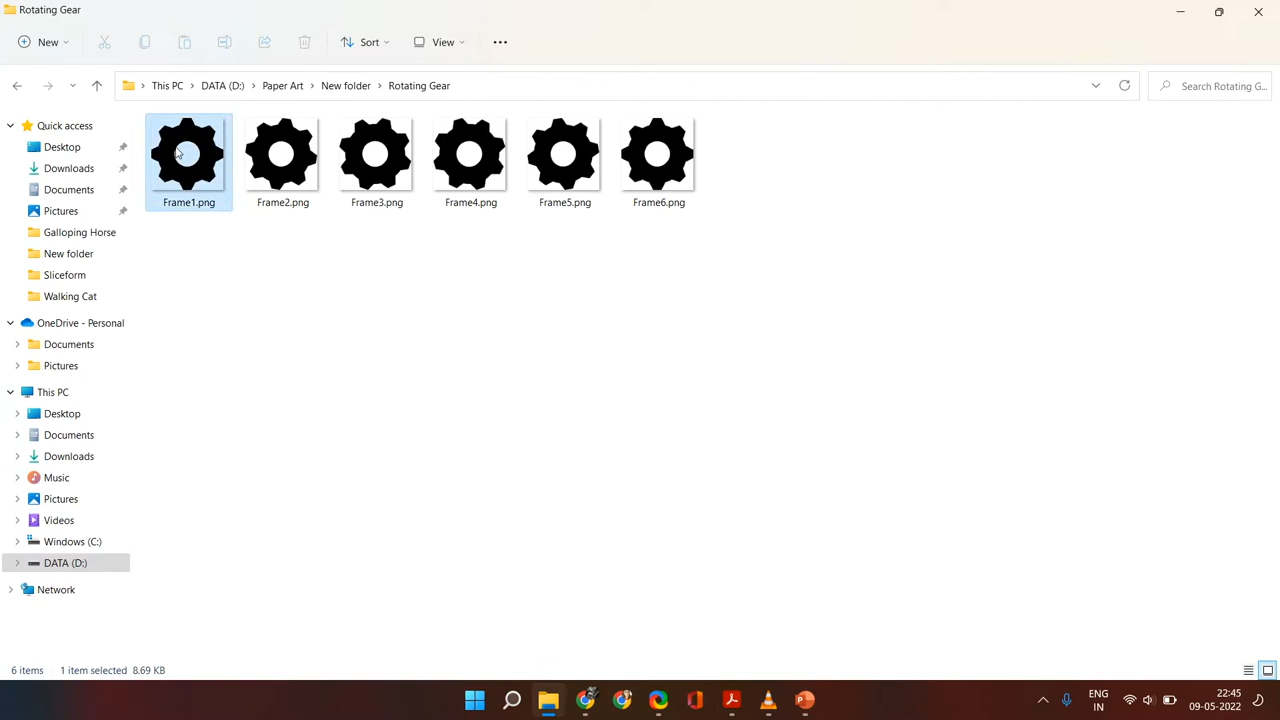 Rotating Gear
New
Sort
View
This PC
DATA (D:)
Paper Art
New folder
Rotating Gear
Search Rotating G...
Quick access
Desktop
Downloads
Documents
Pictures
Galloping Horse
New folder
Sliceform
Walking Cat
OneDrive - Personal
Documents
Pictures
This PC
Desktop
Documents
Downloads
Music
Pictures
Videos
Windows (C:)
DATA (D:)
Network
Frame1.png
Frame2.png
Frame3.png
Frame4.png
Frame5.png
Frame6.png
6 items
1 item selected 8.69 KB
ENG
IN
22:45
09-05-2022